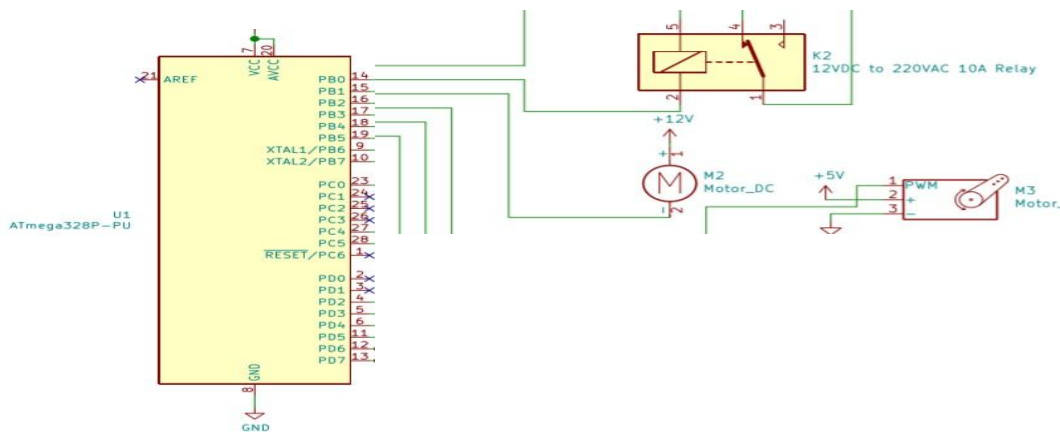 7
20
VCC
AVCC
21
AREF
PB0
14
PB1
15
PB2
16
PB3
17
PB4
18
PB5
19
XTAL1/PB6
9
XTAL2/PB7
10
PC0
23
PC1
24
PC2
25
PC3
26
PC4
27
PC5
28
RESET/PC6
1
PD0
2
PD1
3
PD2
4
PD3
5
PD4
6
PD5
11
PD6
12
PD7
13
U1
ATmega328P-PU
GND
8
GND
5
4
3
K2
12VDC to 220VAC 10A Relay
2
1
+12V
+
1
M
M2
Motor_DC
-
2
+5V
1
PWM
2
+
3
-
M3
Motor_